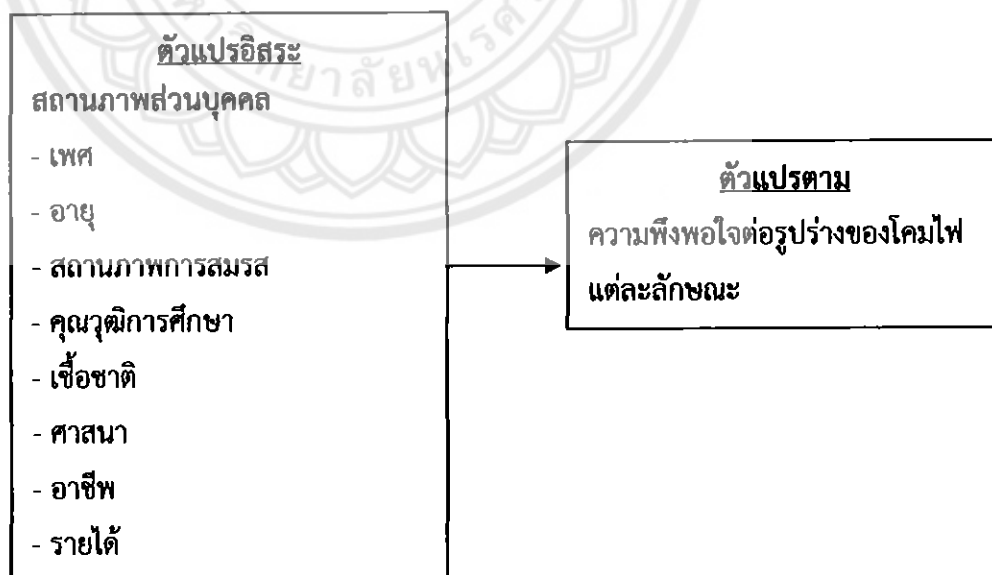 ตัวแปรอิสระ
สถานภาพส่วนบุคคล
- เพศ
- อายุ
- สถานภาพการสมรส
- คุณวุฒิการศึกษา
- เชื้อชาติ
- ศาสนา
- อาชีพ
- รายได้
ตัวแปรตาม
ความพึงพอใจต่อรูปร่างของโคมไฟ
แต่ละลักษณะ